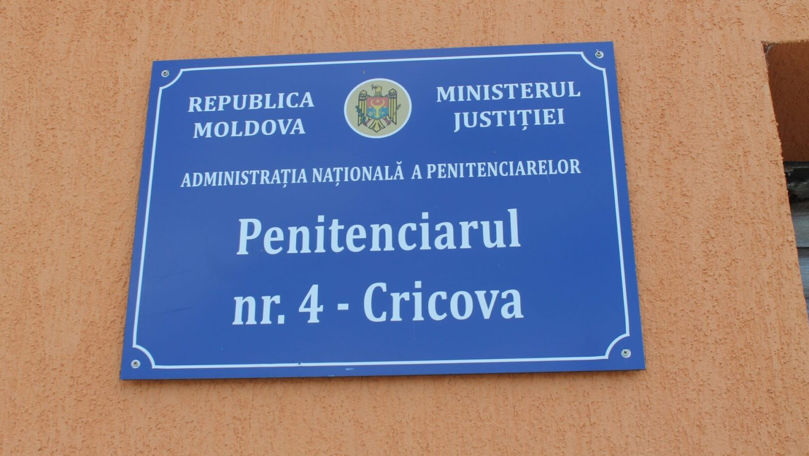 REPUBLICA
MOLDOVA
MINISTERUL
JUSTIȚIEI
ADMINISTRAȚIA NAȚIONALĂ A PENITENCIARELOR
Penitenciarul
nr. 4 - Cricova